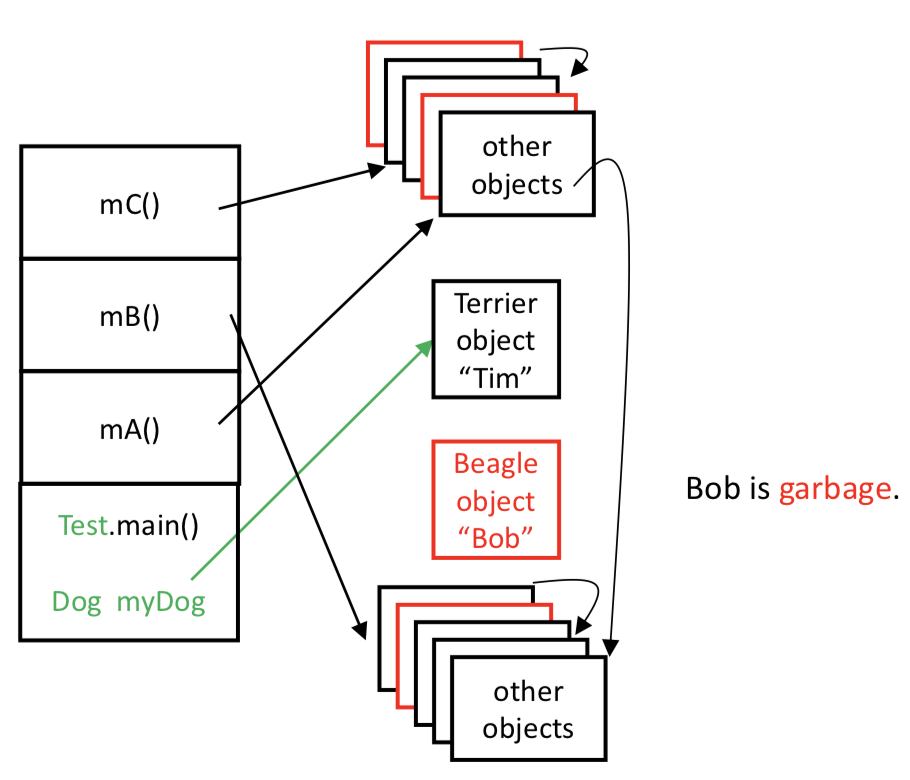 mC()
mB()
mA()
Test.main()
Dog myDog
other
objects
Terrier
object
“Tim”
Beagle
object
“Bob”
other
objects
Bob is garbage.